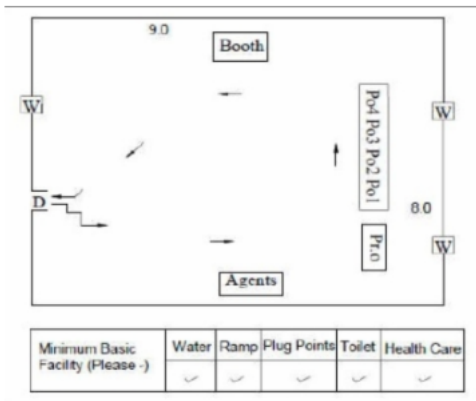 9.0
Booth
W
W
Po4 Po3 Po2 Po1
D
8.0
Pr.o
W
Agents
Minimum Basic Facility (Please -)
Water Ramp Plug Points Toilet Health Care